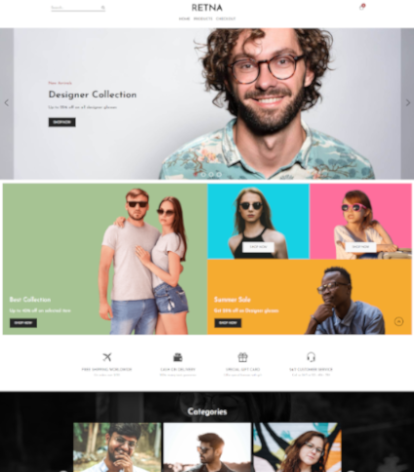 Search
RETNA
HOME PRODUCTS CHECKOUT
New Arrivals
Designer Collection
Up to 40% off on all designer glasses
SHOP NOW
SHOP NOW
SHOP NOW
Best Collection
Up to 40% off on selected item
SHOP NOW
Summer Sale
Get 50% off on Designer glasses
SHOP NOW
FREE SHIPPING WORLDWIDE
CASH ON DELIVERY
SPECIAL GIFT CARD
24/7 CUSTOMER SERVICE
Categories